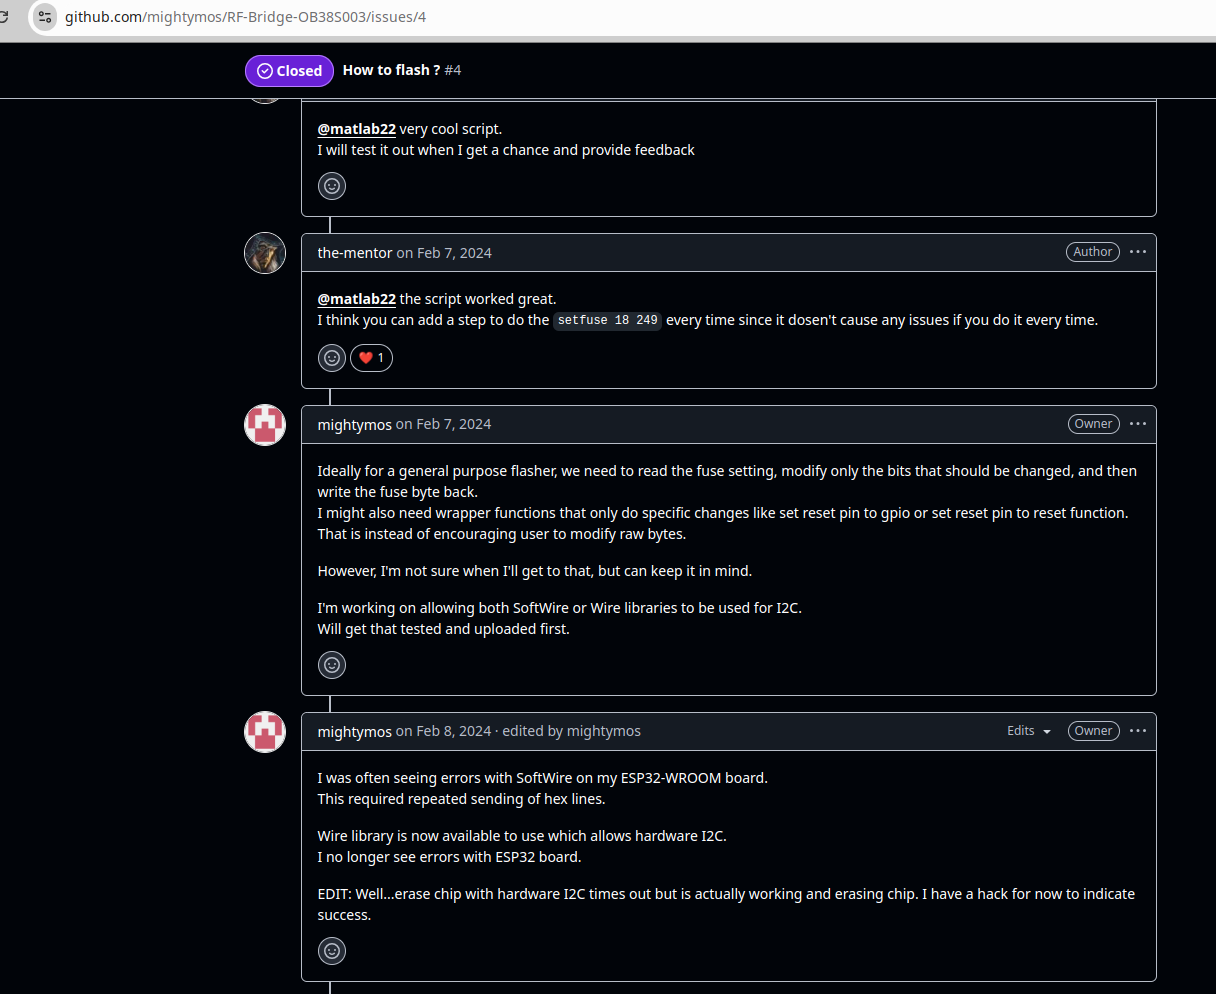 github.com/mightymos/RF-Bridge-OB38S003/issues/4
Closed How to flash ? #4
@matlab22 very cool script.
I will test it out when I get a chance and provide feedback
the-mentor on Feb 7, 2024 Author
@matlab22 the script worked great.
I think you can add a step to do the setfuse 18 249 every time since it dosen't cause any issues if you do it every time.
❤️ 1
mightymos on Feb 7, 2024 Owner
Ideally for a general purpose flasher, we need to read the fuse setting, modify only the bits that should be changed, and then
write the fuse byte back.
I might also need wrapper functions that only do specific changes like set reset pin to gpio or set reset pin to reset function.
That is instead of encouraging user to modify raw bytes.
However, I'm not sure when I'll get to that, but can keep it in mind.
I'm working on allowing both SoftWire or Wire libraries to be used for I2C.
Will get that tested and uploaded first.
mightymos on Feb 8, 2024 · edited by mightymos Edits Owner
I was often seeing errors with SoftWire on my ESP32-WROOM board.
This required repeated sending of hex lines.
Wire library is now available to use which allows hardware I2C.
I no longer see errors with ESP32 board.
EDIT: Well...erase chip with hardware I2C times out but is actually working and erasing chip. I have a hack for now to indicate
success.